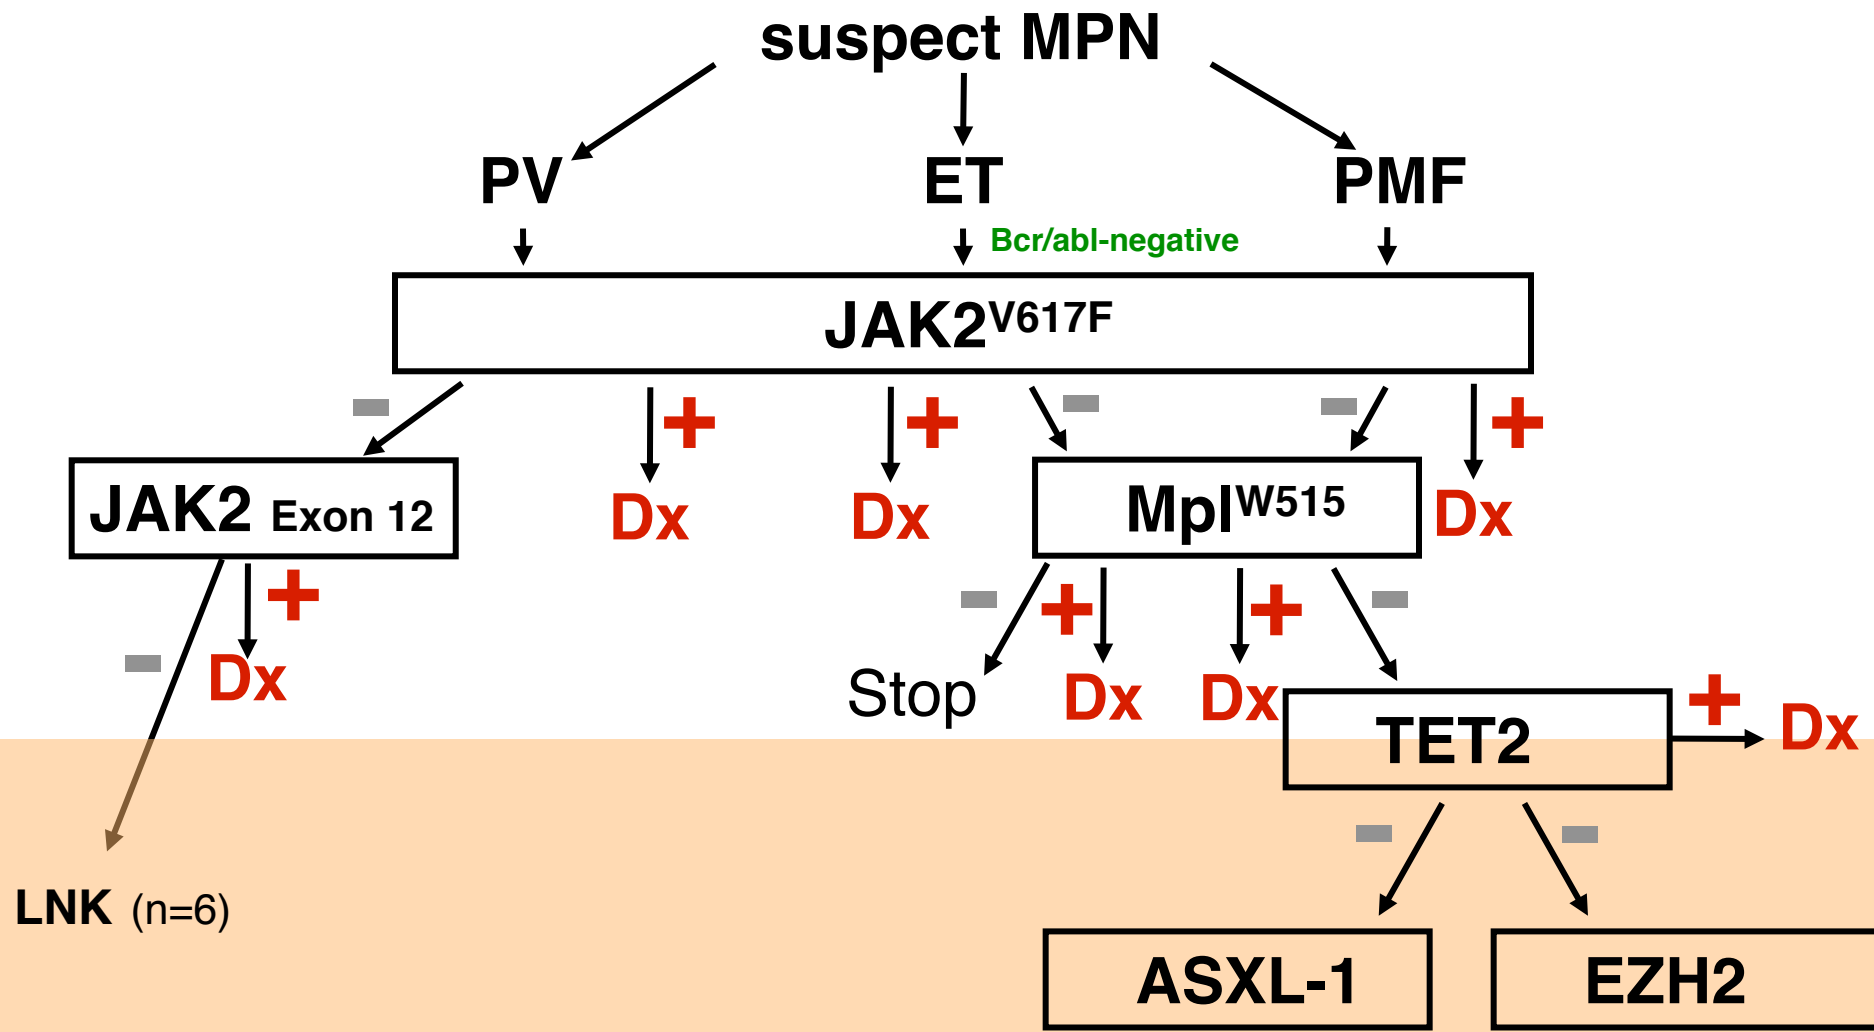 suspect MPN
PV ET PMF
Bcr/abl-negative
JAK2V617F
- + + - - +
JAK2 Exon 12
Dx Dx MplW515 Dx
+ - + + -
- Dx
Stop Dx Dx
TET2 + Dx
- -
LNK (n=6)
ASXL-1 EZH2